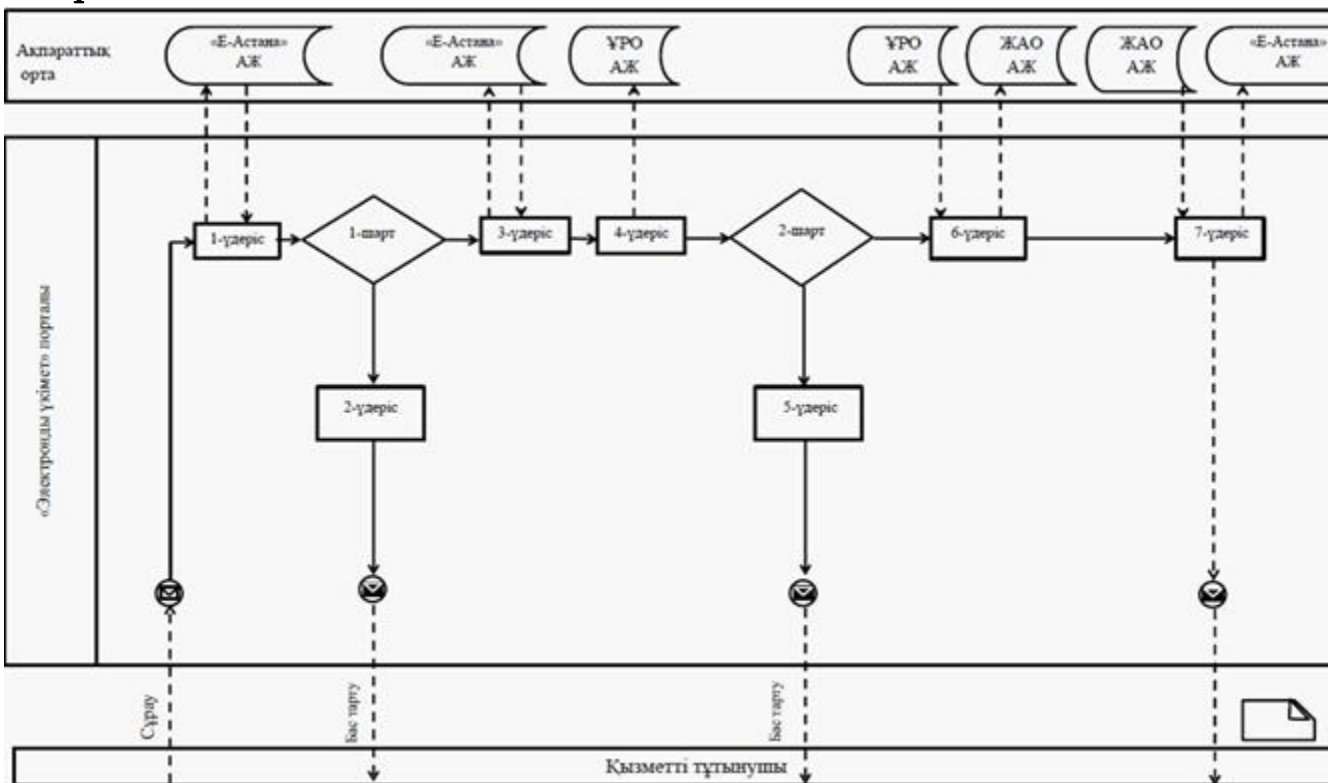 Ақпараттық
орта
«Е-Астана»
АЖ
«Е-Астана»
АЖ
ҰРО
АЖ
ҰРО
АЖ
ЖАО
АЖ
ЖАО
АЖ
«Е-Астана»
АЖ
«Электронды үкімет» порталы
1-үдеріс
1-шарт
3-үдеріс
4-үдеріс
2-шарт
6-үдеріс
7-үдеріс
2-үдеріс
5-үдеріс
Сұрау
Бас тарту
Бас тарту
Қызметті тұтынушы